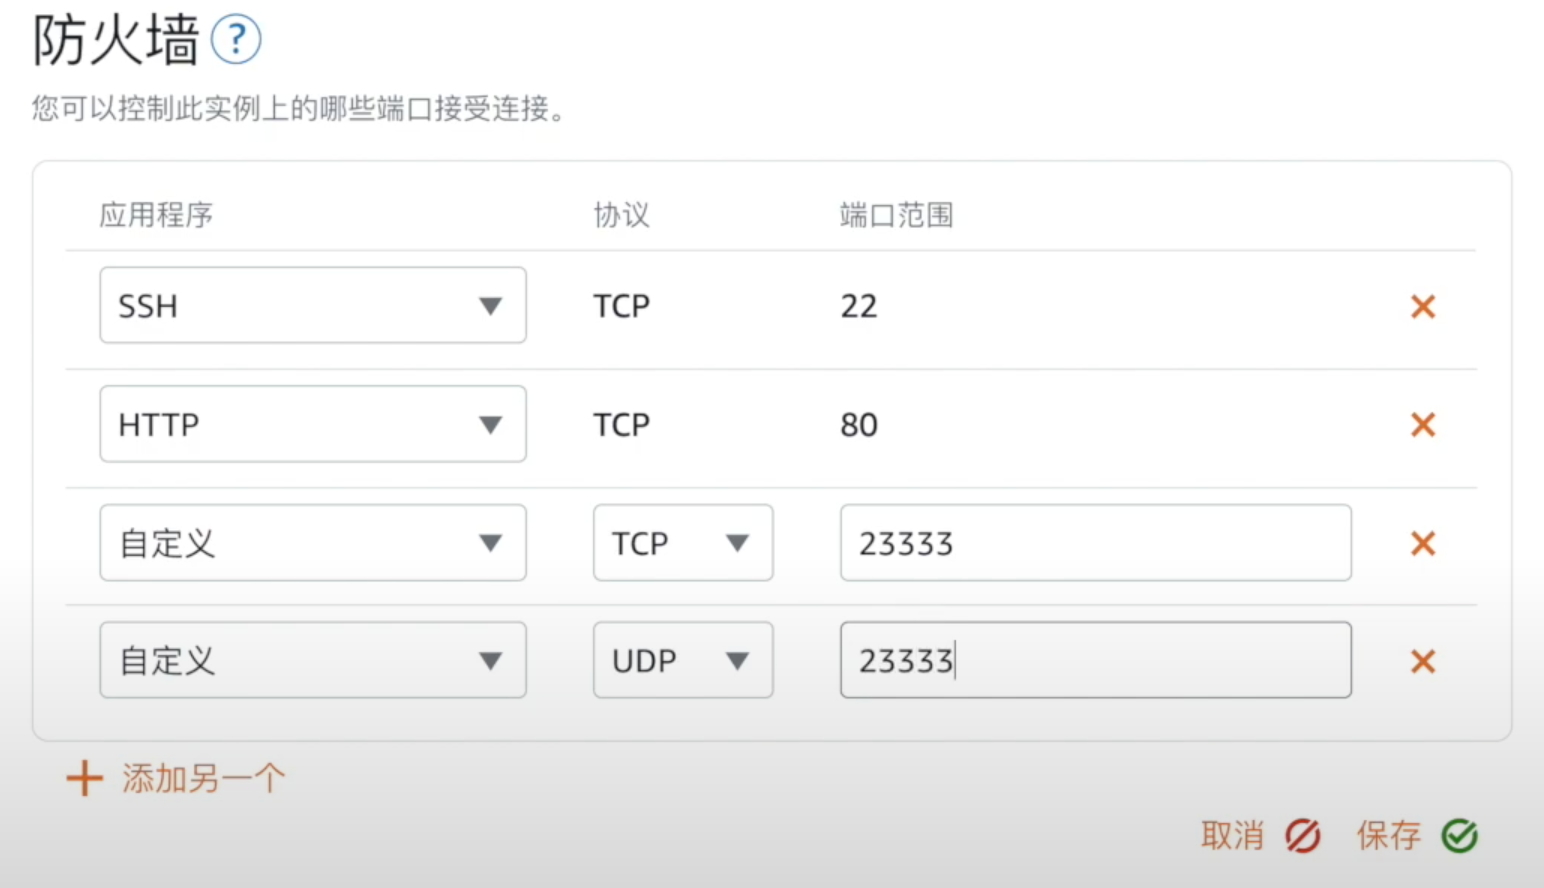 防火墙 ?
您可以控制此实例上的哪些端口接受连接。
应用程序 协议 端口范围
SSH TCP 22
HTTP TCP 80
自定义 TCP 23333
自定义 UDP 23333
添加另一个
取消 保存